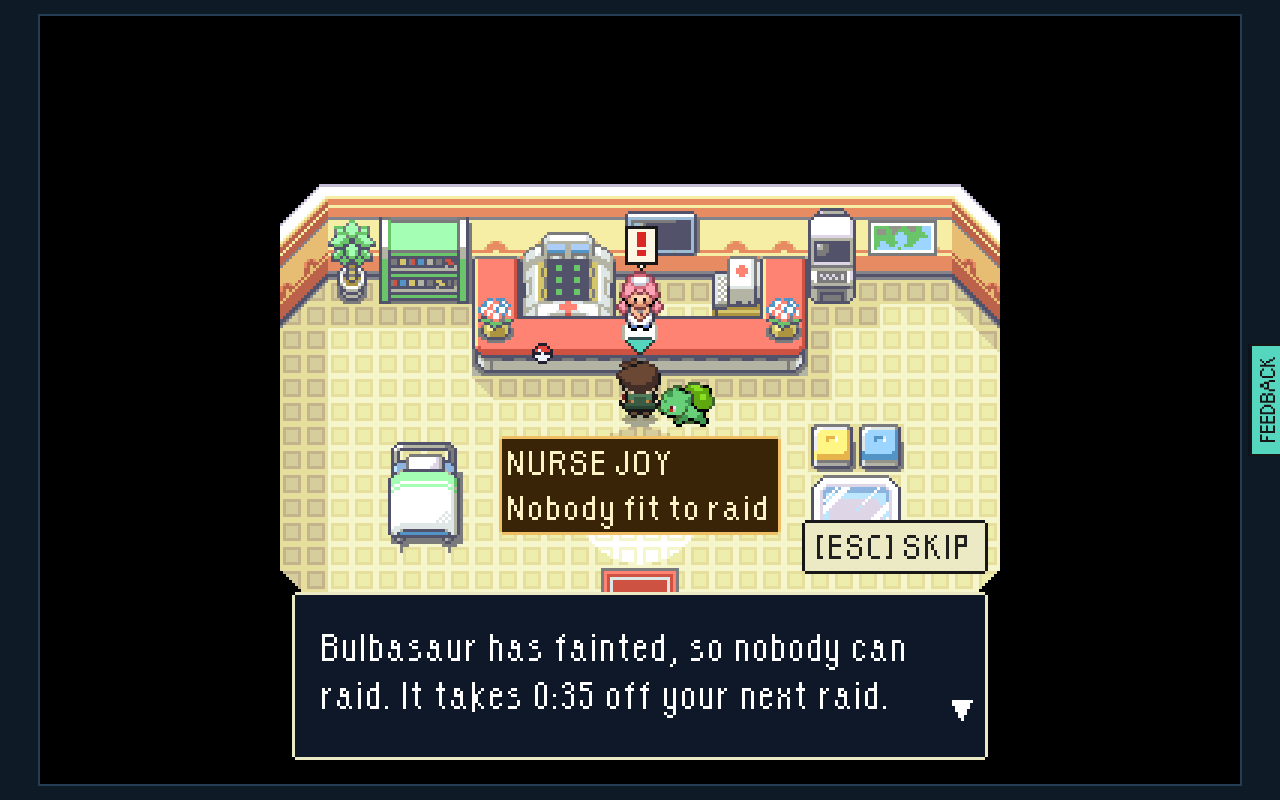 !
NURSE JOY
Nobody fit to raid
[ESC] SKIP
Bulbasaur has fainted, so nobody can
raid. It takes 0:35 off your next raid.
FEEDBACK